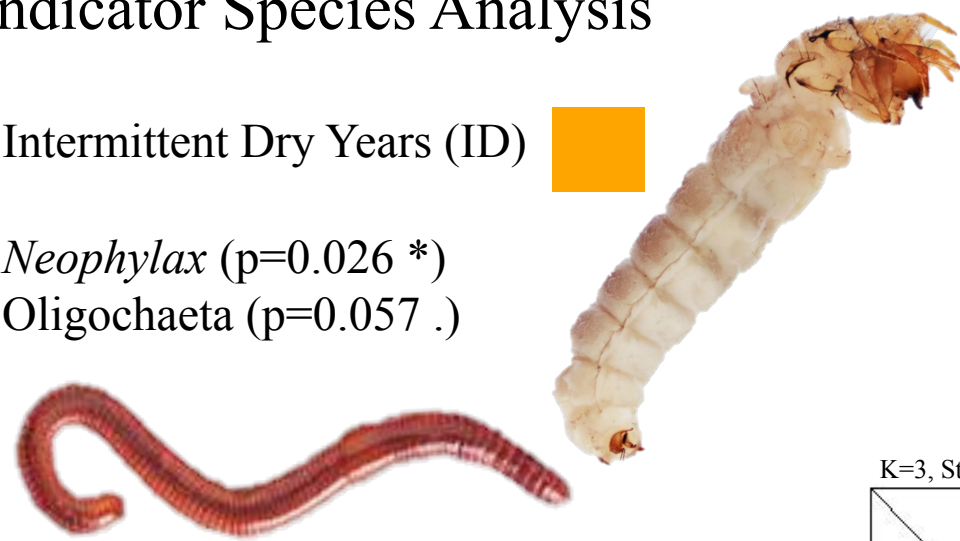 ndicator Species Analysis
Intermittent Dry Years (ID)
Neophylax (p=0.026 *)
Oligochaeta (p=0.057 .)
K=3, St